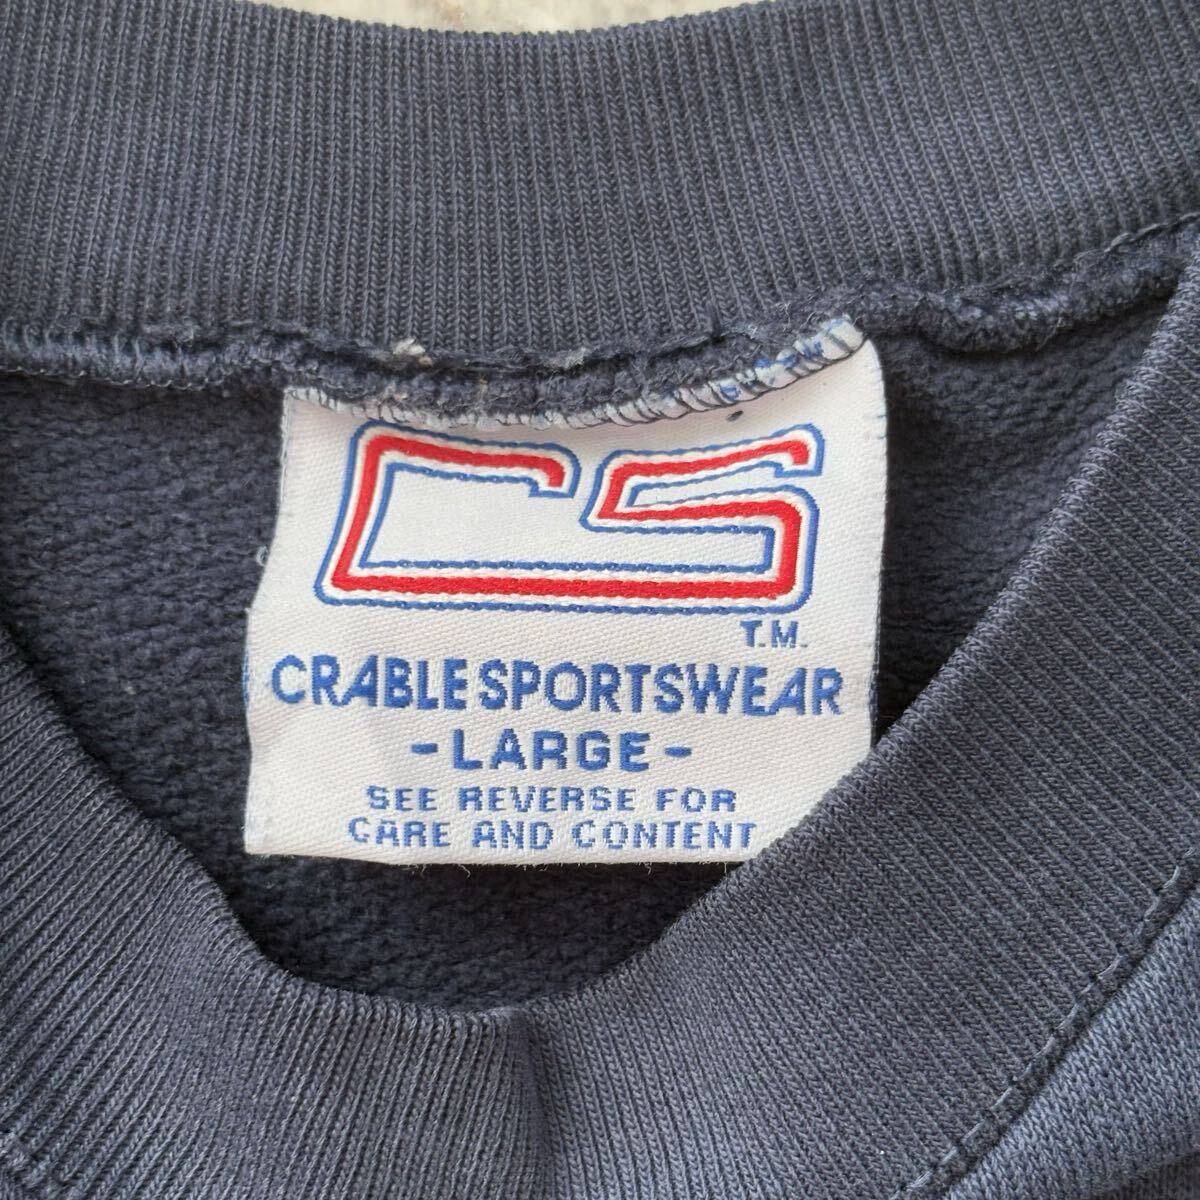 CS
T.M.
CRABLE SPORTSWEAR
- LARGE -
SEE REVERSE FOR
CARE AND CONTENT